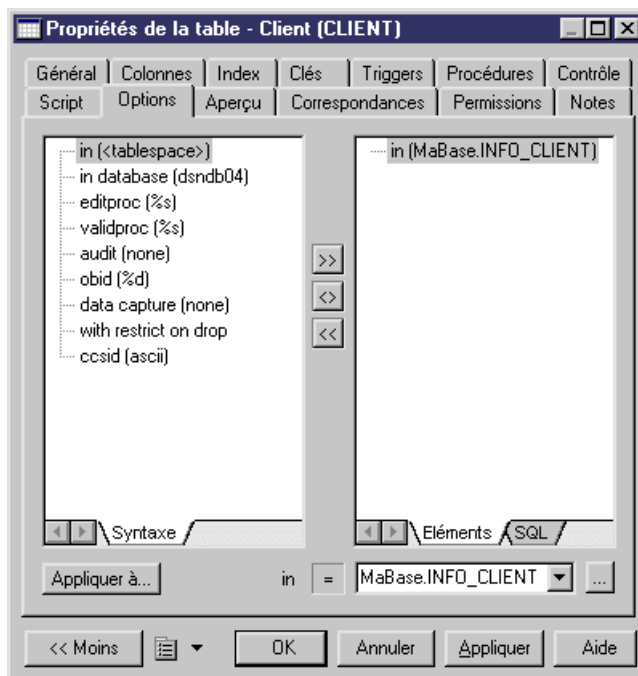 Propriétés de la table - Client (CLIENT)
Général Colonnes Index Clés Triggers Procédures Contrôle
Script Options Aperçu Correspondances Permissions Notes
in (<tablespace>)
in database (dsndb04)
editproc (%s)
validproc (%s)
audit (none)
obid (%d)
data capture (none)
with restrict on drop
ccsid (ascii)
>>
<>
<<
in (MaBase.INFO_CLIENT)
Syntaxe
Eléments SQL
Appliquer à... in = MaBase.INFO_CLIENT ...
<< Moins OK Annuler Appliquer Aide